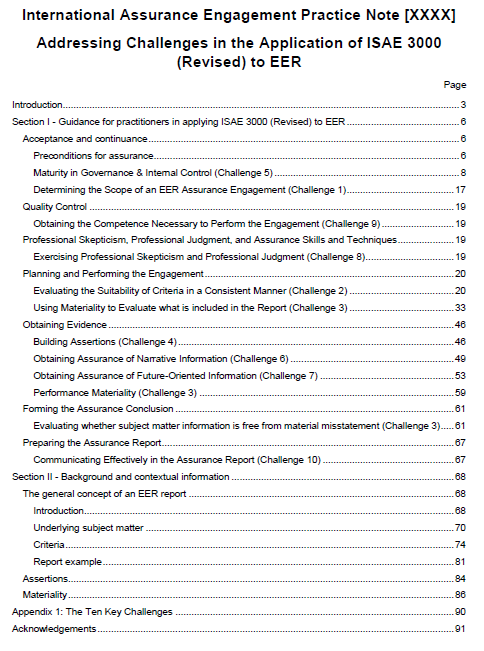 International Assurance Engagement Practice Note [XXXX]
Addressing Challenges in the Application of ISAE 3000
(Revised) to EER
Page
Introduction 3
Section I - Guidance for practitioners in applying ISAE 3000 (Revised) to EER 6
Acceptance and continuance 6
Preconditions for assurance 6
Maturity in Governance & Internal Control (Challenge 5) 8
Determining the Scope of an EER Assurance Engagement (Challenge 1) 17
Quality Control 19
Obtaining the Competence Necessary to Perform the Engagement (Challenge 9) 19
Professional Skepticism, Professional Judgment, and Assurance Skills and Techniques 19
Exercising Professional Skepticism and Professional Judgment (Challenge 8) 19
Planning and Performing the Engagement 20
Evaluating the Suitability of Criteria in a Consistent Manner (Challenge 2) 20
Using Materiality to Evaluate what is included in the Report (Challenge 3) 33
Obtaining Evidence 46
Building Assertions (Challenge 4) 46
Obtaining Assurance of Narrative Information (Challenge 6) 49
Obtaining Assurance of Future-Oriented Information (Challenge 7) 53
Performance Materiality (Challenge 3) 59
Forming the Assurance Conclusion 61
Evaluating whether subject matter information is free from material misstatement (Challenge 3) 61
Preparing the Assurance Report 67
Communicating Effectively in the Assurance Report (Challenge 10) 67
Section II - Background and contextual information 68
The general concept of an EER report 68
Introduction 68
Underlying subject matter 70
Criteria 74
Report example 81
Assertions 84
Materiality 86
Appendix 1: The Ten Key Challenges 90
Acknowledgements 91